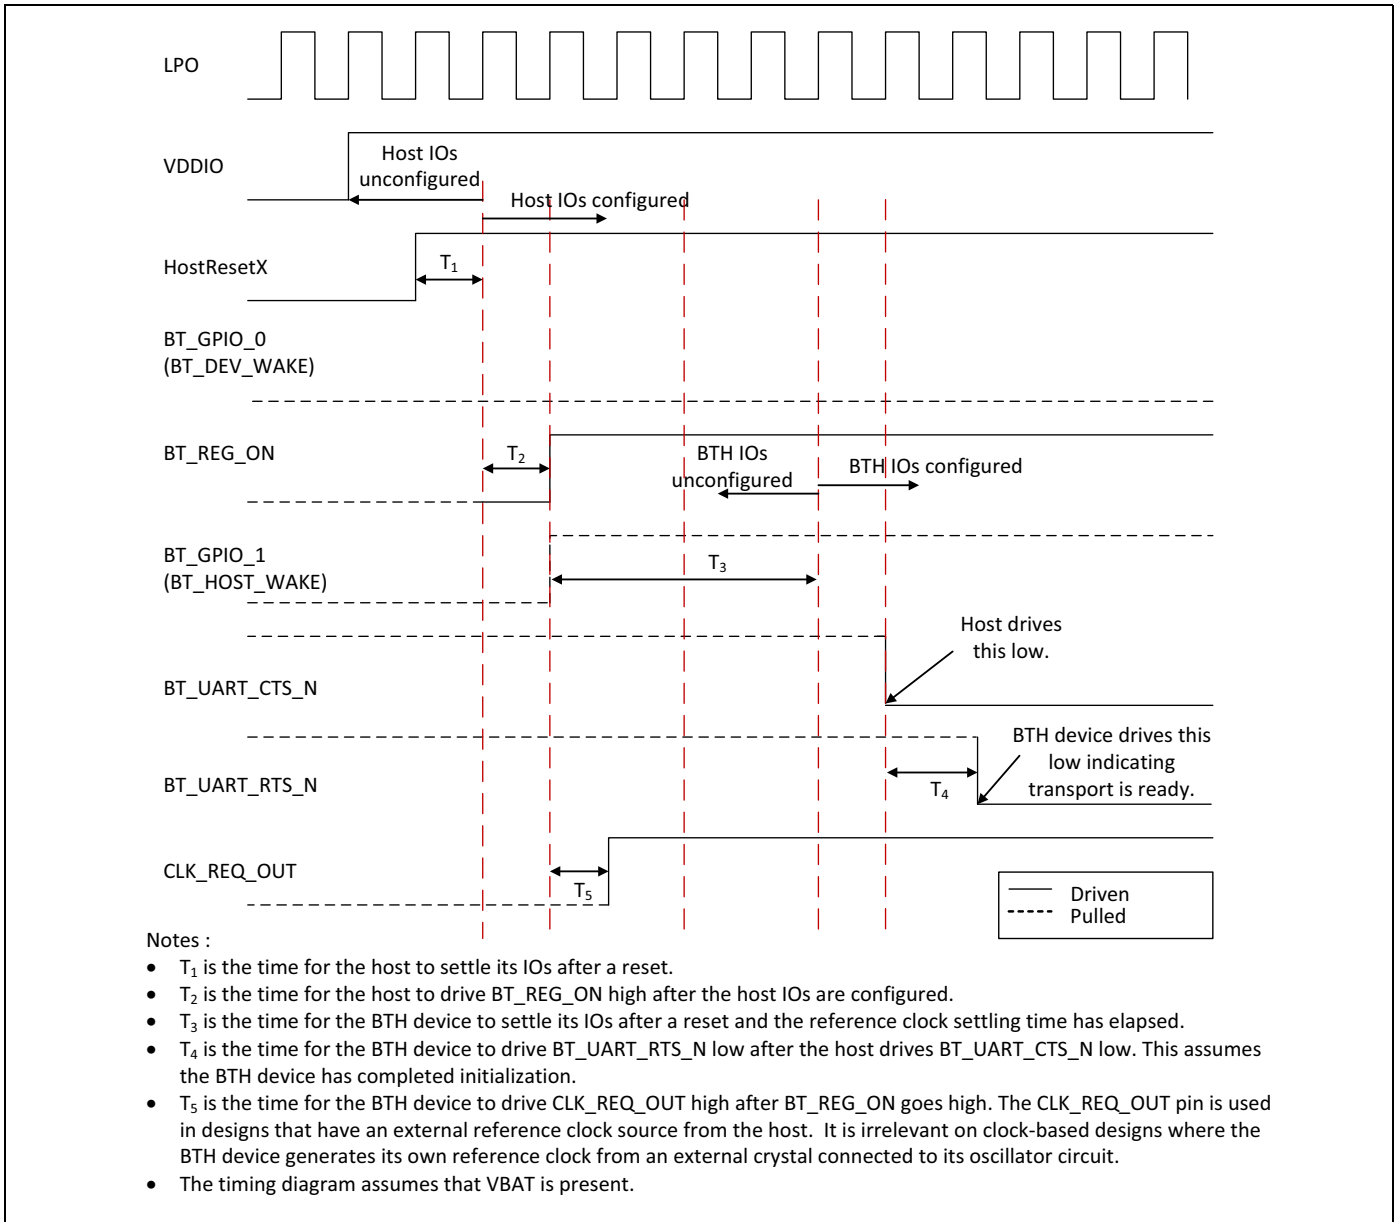 LPO
VDDIO
Host IOs
unconfigured
Host IOs configured
HostResetX
T1
BT_GPIO_0
(BT_DEV_WAKE)
BT_REG_ON
T2
BTH IOs
unconfigured
BTH IOs configured
BT_GPIO_1
(BT_HOST_WAKE)
T3
Host drives
this low.
BT_UART_CTS_N
BTH device drives this
low indicating
transport is ready.
BT_UART_RTS_N
T4
CLK_REQ_OUT
T5
Driven
Pulled
Notes :
• T1 is the time for the host to settle its IOs after a reset.
• T2 is the time for the host to drive BT_REG_ON high after the host IOs are configured.
• T3 is the time for the BTH device to settle its IOs after a reset and the reference clock settling time has elapsed.
• T4 is the time for the BTH device to drive BT_UART_RTS_N low after the host drives BT_UART_CTS_N low. This assumes
the BTH device has completed initialization.
• T5 is the time for the BTH device to drive CLK_REQ_OUT high after BT_REG_ON goes high. The CLK_REQ_OUT pin is used
in designs that have an external reference clock source from the host.  It is irrelevant on clock-based designs where the
BTH device generates its own reference clock from an external crystal connected to its oscillator circuit.
• The timing diagram assumes that VBAT is present.